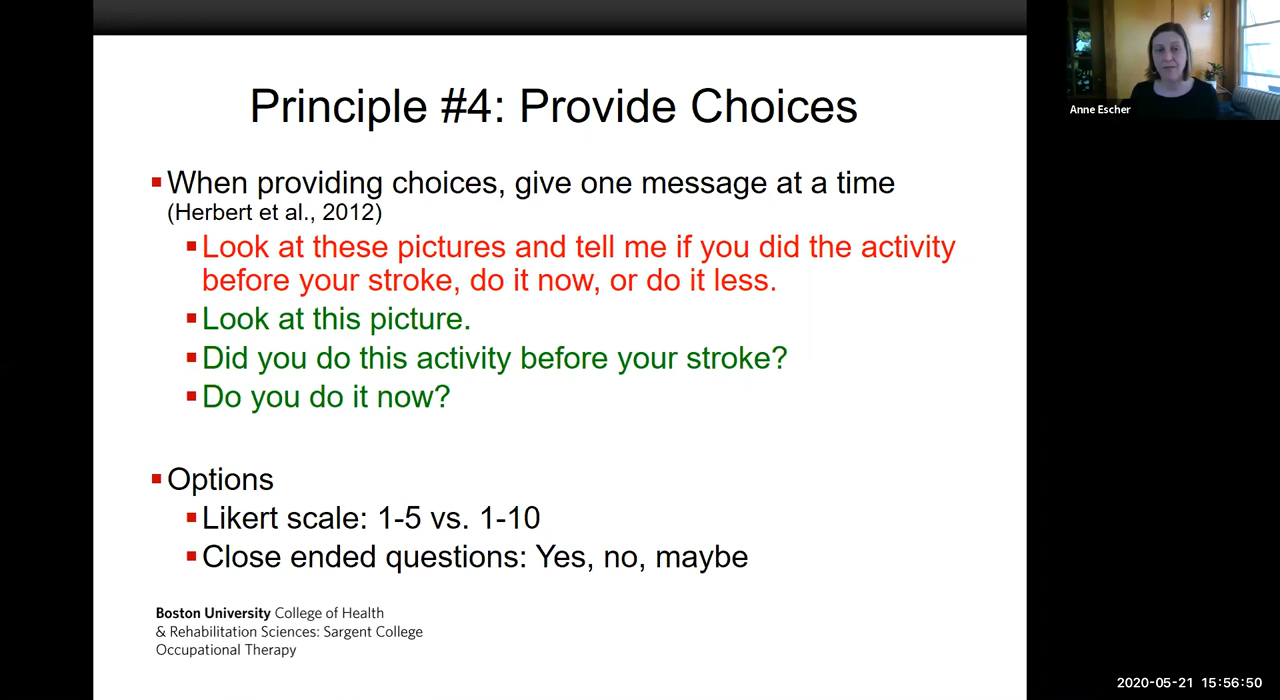 Principle #4: Provide Choices
When providing choices, give one message at a time
(Herbert et al., 2012)
Look at these pictures and tell me if you did the activity
before your stroke, do it now, or do it less.
Look at this picture.
Did you do this activity before your stroke?
Do you do it now?
Options
Likert scale: 1-5 vs. 1-10
Close ended questions: Yes, no, maybe
Boston University College of Health
& Rehabilitation Sciences: Sargent College
Occupational Therapy
Anne Escher
2020-05-21 15:56:50